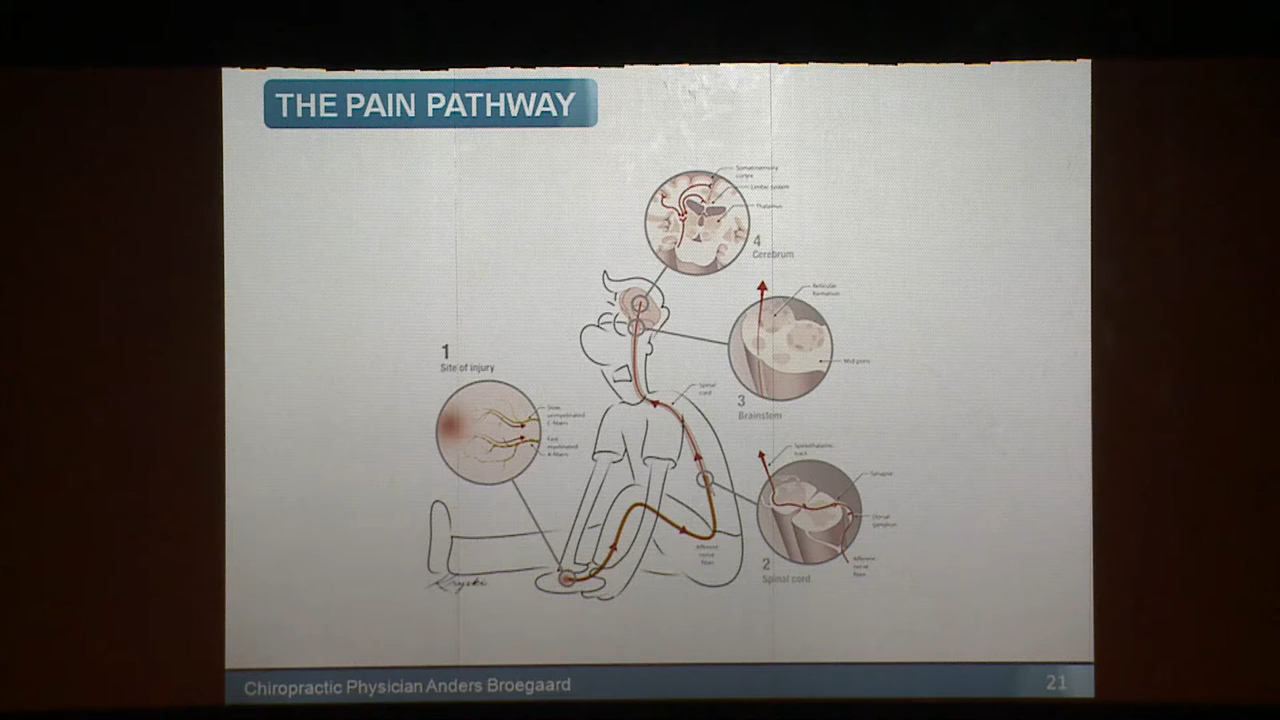 THE PAIN PATHWAY
Somatosensory
cortex
Limbic system
Thalamus
4
Cerebrum
Reticular
formation
Mid pons
3
Brainstem
1
Site of injury
Slow
unmyelinated
C-fibers
Fast
myelinated
A-fibers
Spinal
cord
Spinothalamic
tract
Synapse
Dorsal
ganglion
Afferent
nerve
fiber
2
Spinal cord
Afferent
nerve
fiber
Kryski
Chiropractic Physician Anders Broegaard
21